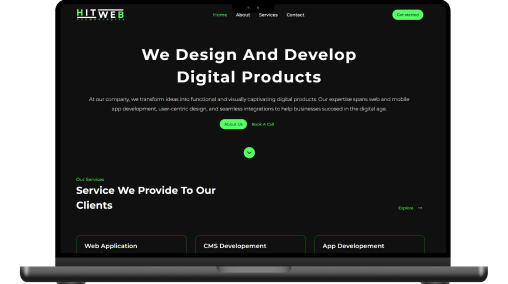 HITWEB
Home About Services Contact
Get started
We Design And Develop
Digital Products
At our company, we transform ideas into functional and visually captivating digital products. Our expertise spans web and mobile
app development, user-centric design, and seamless integrations to help businesses succeed in the digital age.
About Us Book A Call
Our Services
Service We Provide To Our
Clients
Explore
Web Application CMS Developement App Developement